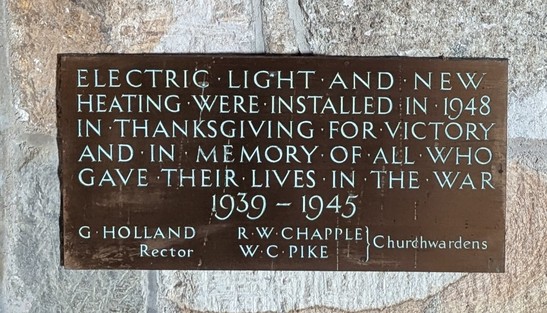 ELECTRIC·LIGHT·AND·NEW
HEATING·WERE·INSTALLED·IN·1948
IN·THANKSGIVING·FOR·VICTORY
AND·IN·MEMORY·OF·ALL·WHO
GAVE·THEIR·LIVES·IN·THE·WAR
1939–1945
G·HOLLAND R·W·CHAPPLE } Churchwardens
Rector W·C·PIKE